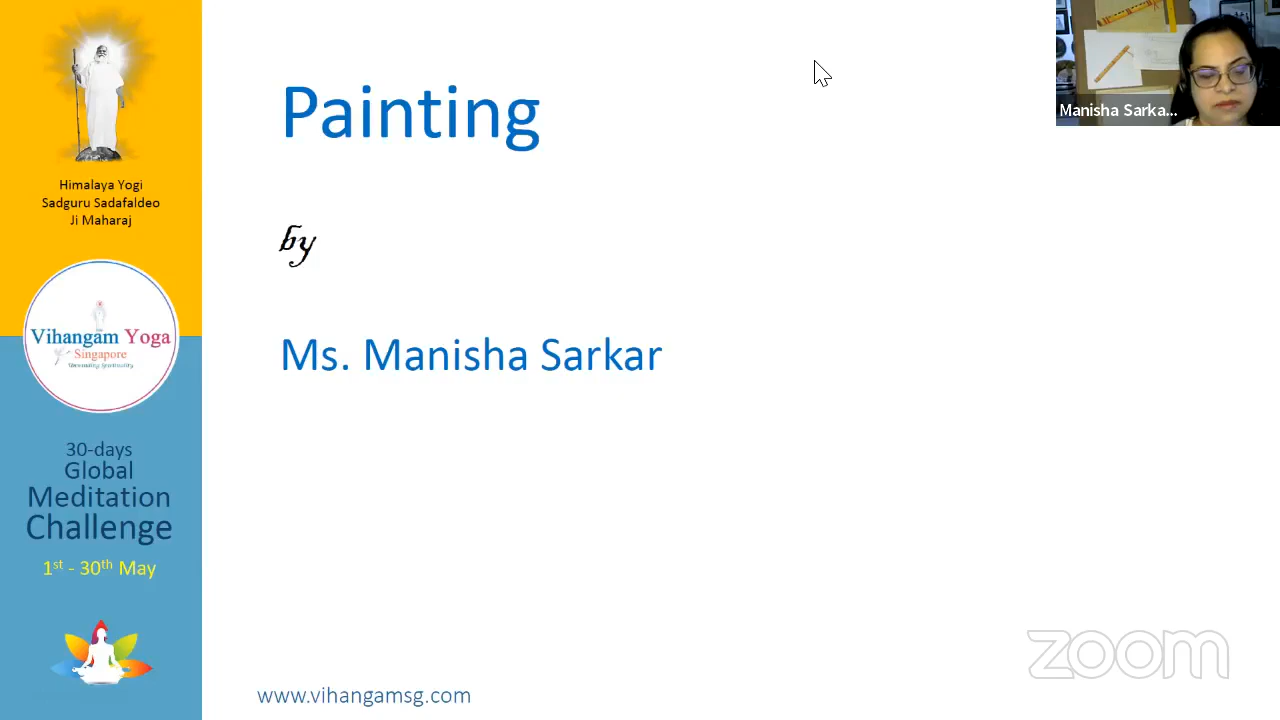 Himalaya Yogi
Sadguru Sadafaldeo
Ji Maharaj
Vihangam Yoga
Singapore
30-days
Global
Meditation
Challenge
1st - 30th May
Painting
by
Ms. Manisha Sarkar
www.vihangamsg.com
Manisha Sarka...
zoom